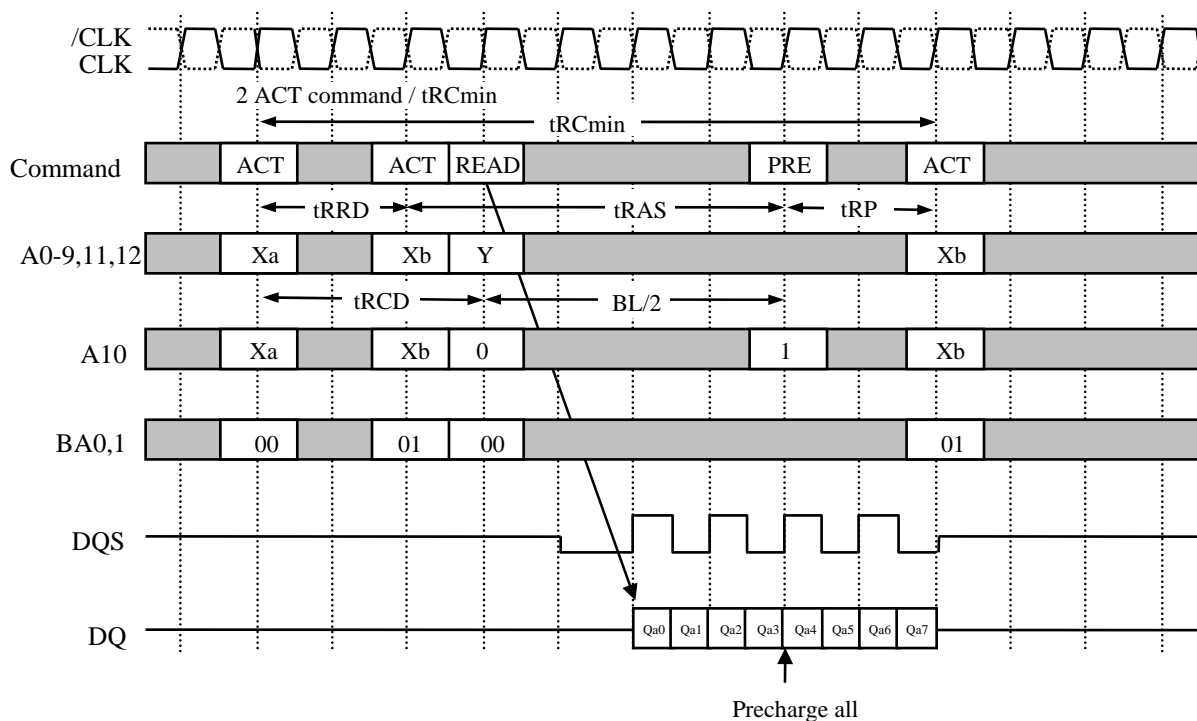 /CLK
CLK
2 ACT command / tRCmin
tRCmin
Command ACT ACT READ PRE ACT
tRRD tRAS tRP
A0-9,11,12 Xa Xb Y Xb
tRCD BL/2
A10 Xa Xb 0 1 Xb
BA0,1 00 01 00 01
DQS
DQ Qa0 Qa1 Qa2 Qa3 Qa4 Qa5 Qa6 Qa7
Precharge all